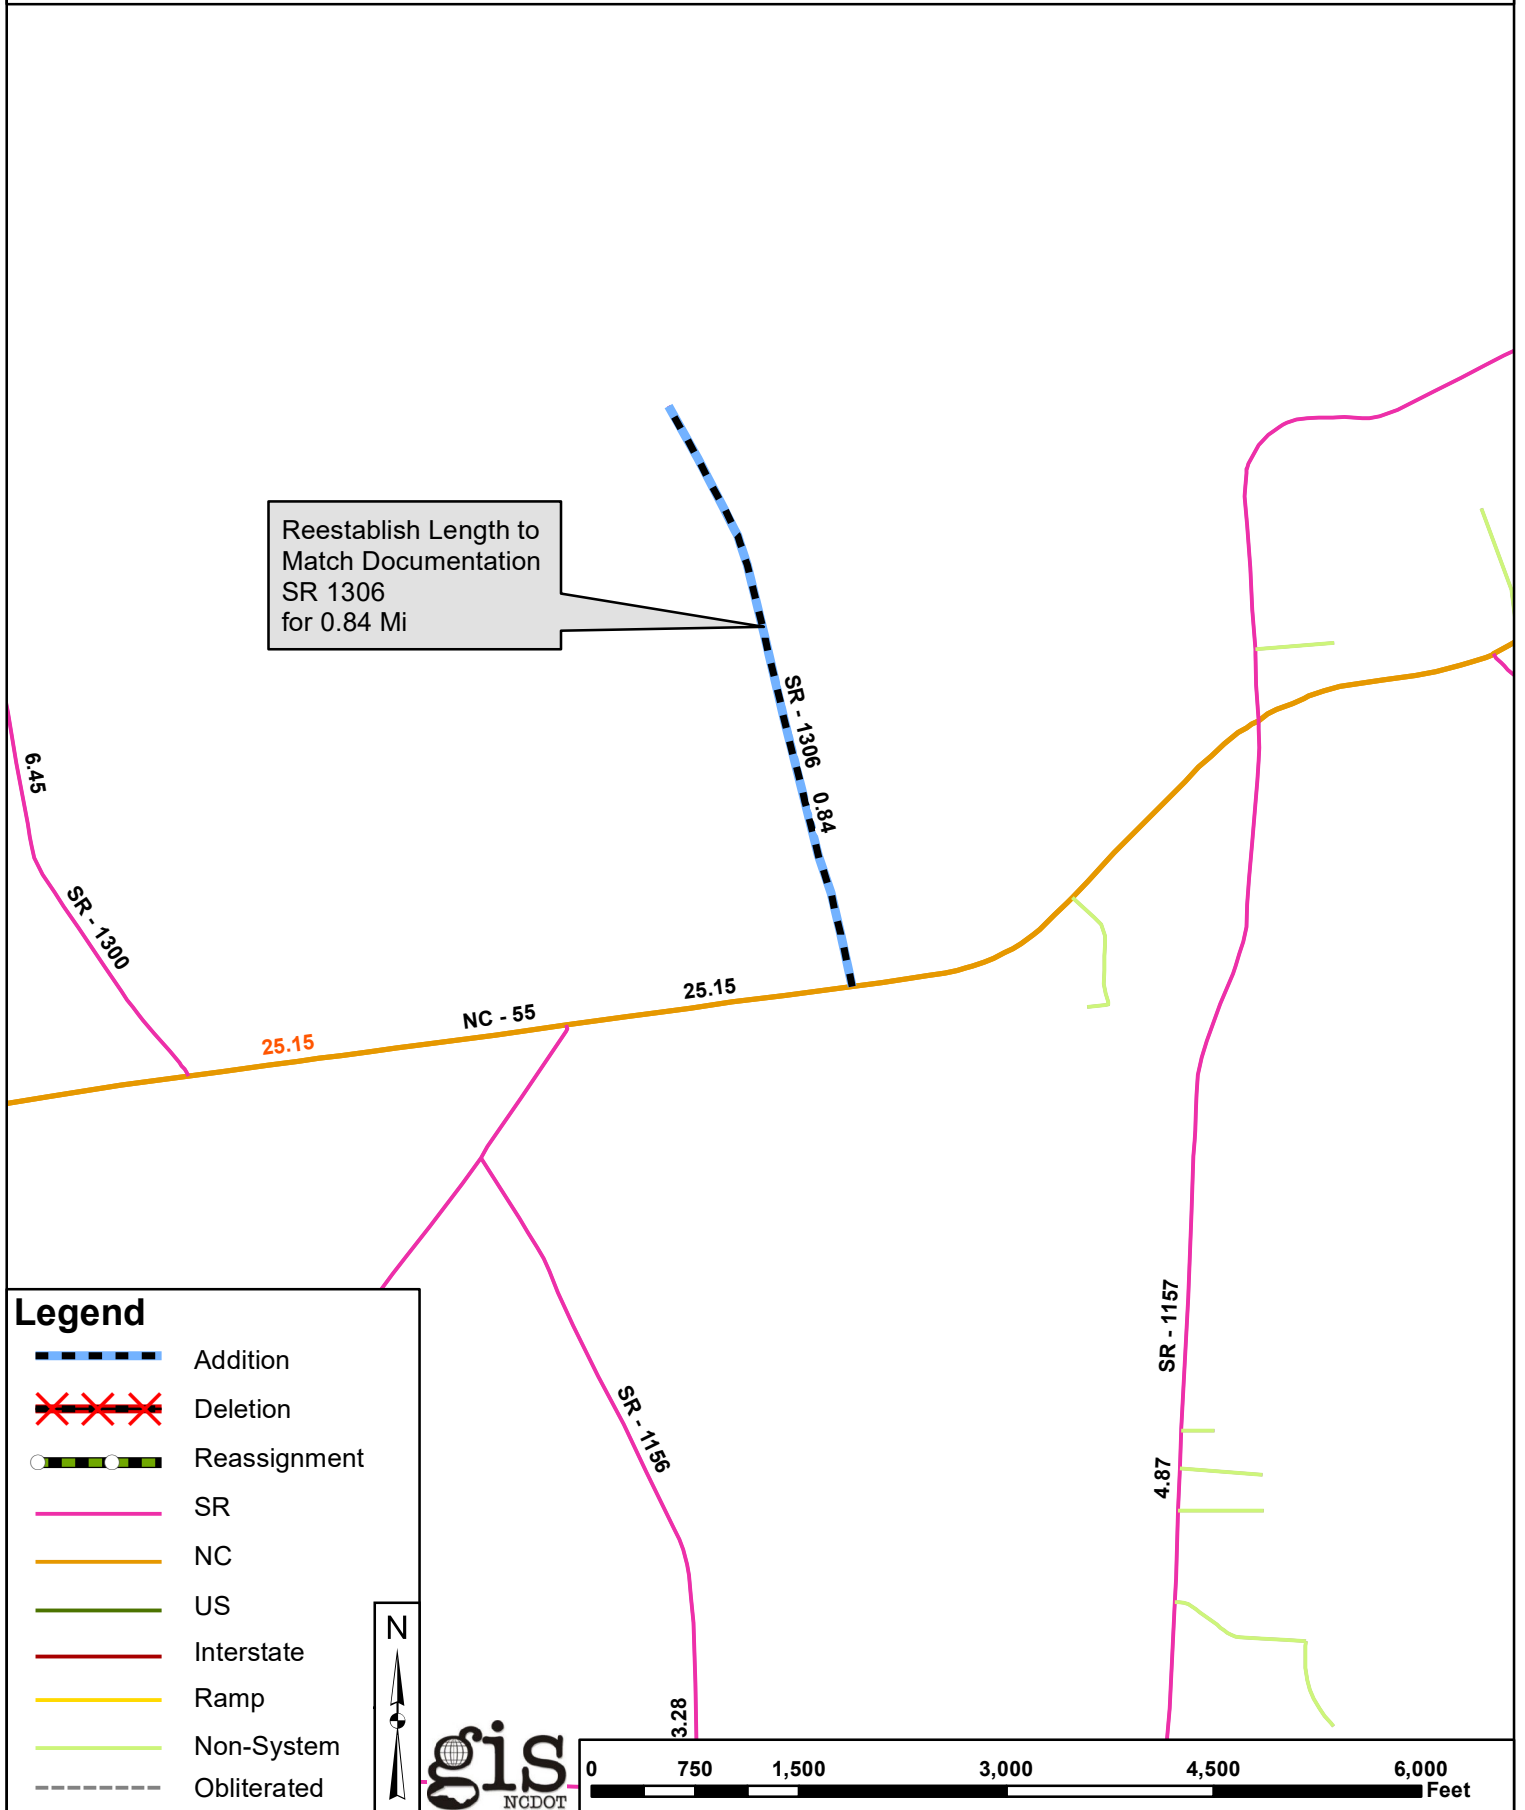 Reestablish Length to
Match Documentation
SR 1306
for 0.84 Mi
SR - 1306 0.84
6.45
SR - 1300
25.15
NC - 55
25.15
SR - 1157
4.87
SR - 1156
3.28
Legend
Addition
Deletion
Reassignment
SR
NC
US
Interstate
Ramp
Non-System
Obliterated
N
gis
NCDOT
0 750 1,500 3,000 4,500 6,000
Feet